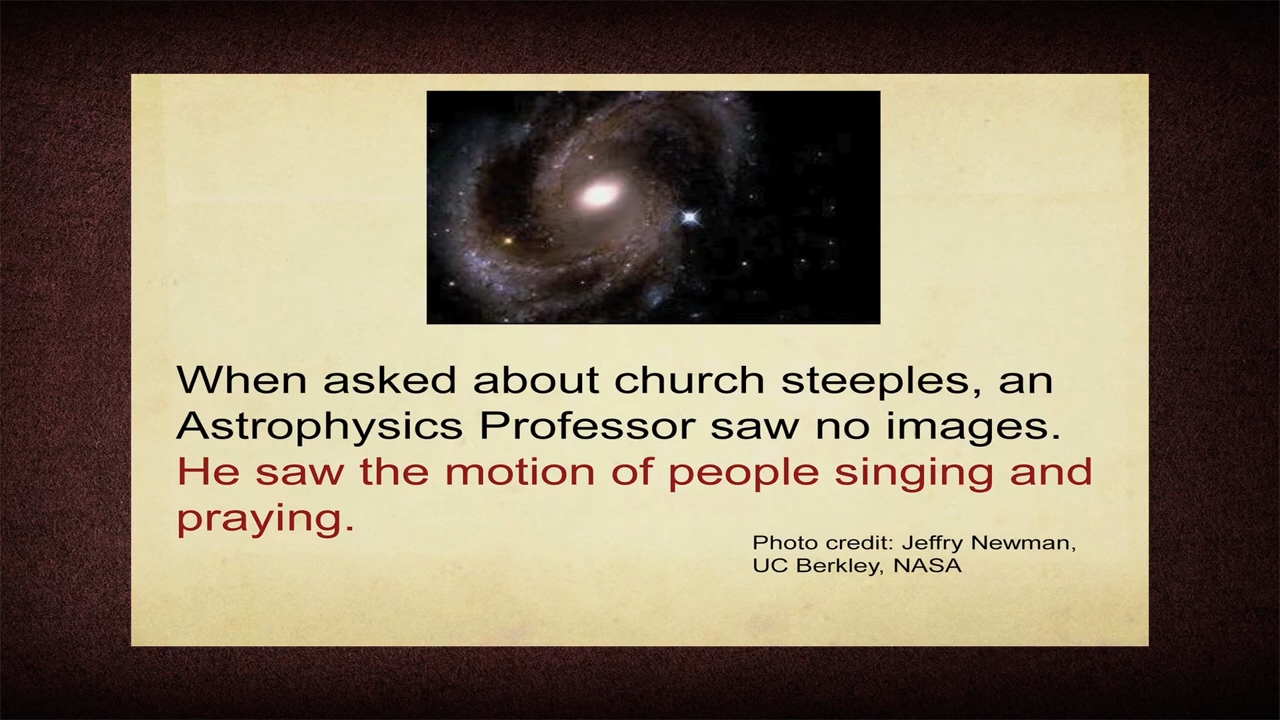 When asked about church steeples, an
Astrophysics Professor saw no images.
He saw the motion of people singing and
praying.
Photo credit: Jeffry Newman,
UC Berkley, NASA